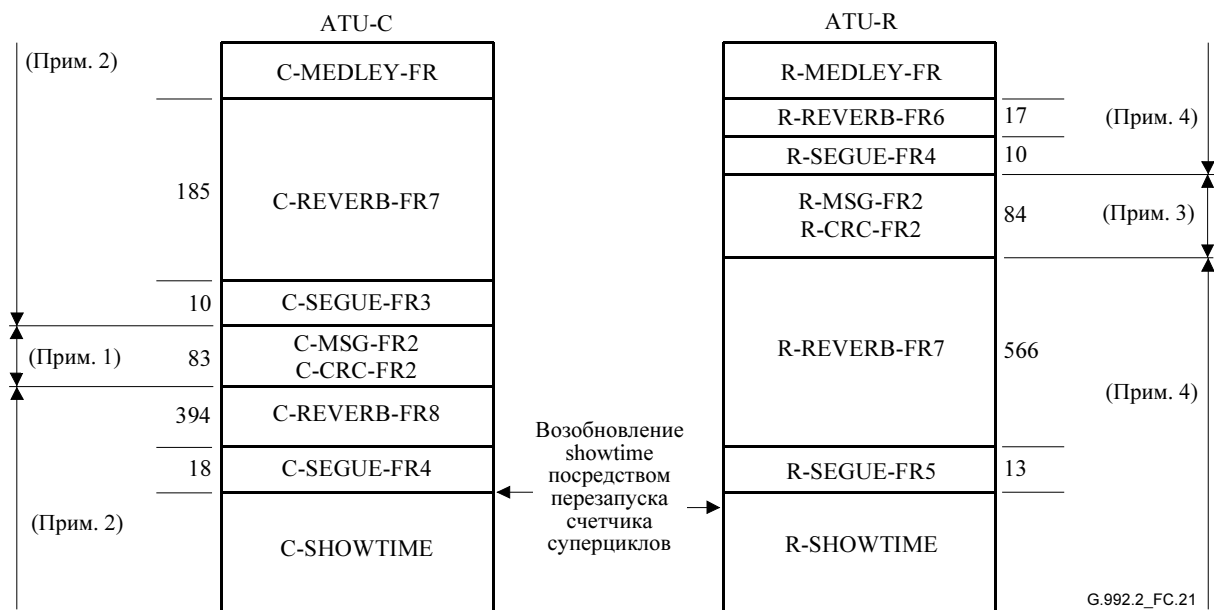 ATU-C
ATU-R
(Прим. 2)
C-MEDLEY-FR
R-MEDLEY-FR
185
C-REVERB-FR7
R-REVERB-FR6
17
(Прим. 4)
R-SEGUE-FR4
10
R-MSG-FR2
R-CRC-FR2
84
(Прим. 3)
10
C-SEGUE-FR3
(Прим. 1)
83
C-MSG-FR2
C-CRC-FR2
R-REVERB-FR7
566
(Прим. 4)
394
C-REVERB-FR8
18
C-SEGUE-FR4
Возобновление
showtime
посредством
перезапуска
счетчика
суперциклов
R-SEGUE-FR5
13
(Прим. 2)
C-SHOWTIME
R-SHOWTIME
G.992.2_FC.21